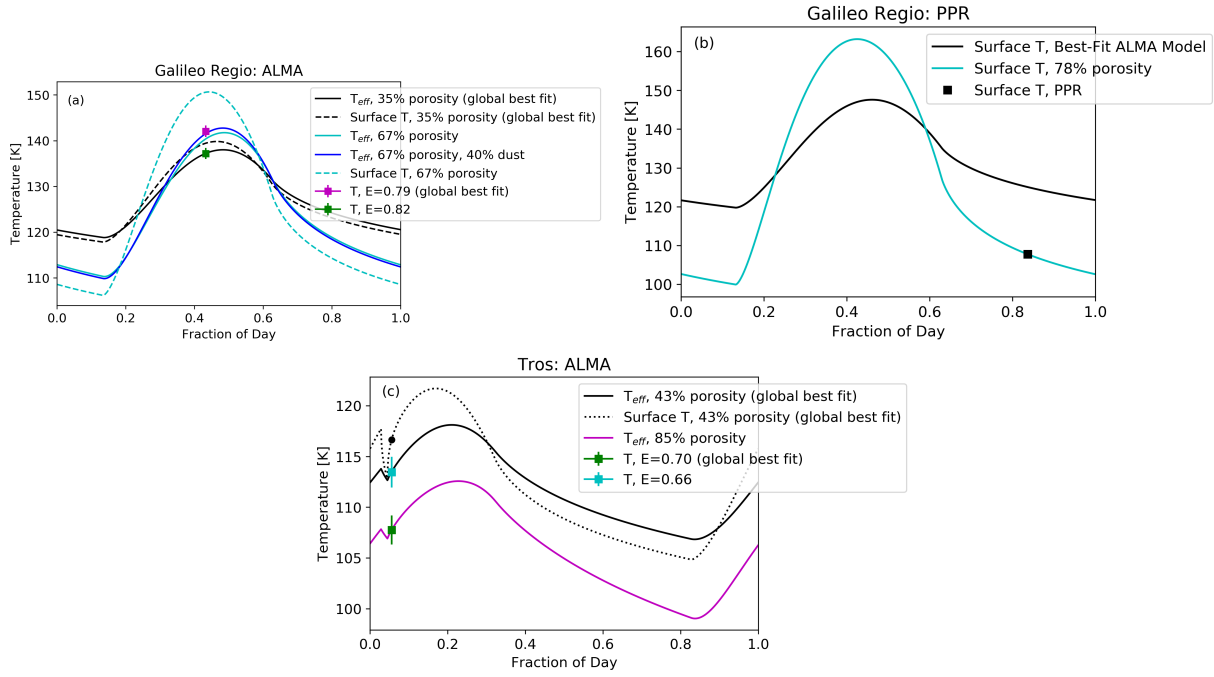 Galileo Regio: ALMA
(a)
T_eff, 35% porosity (global best fit)
Surface T, 35% porosity (global best fit)
T_eff, 67% porosity
T_eff, 67% porosity, 40% dust
Surface T, 67% porosity
T, E=0.79 (global best fit)
T, E=0.82
Temperature [K]
150
140
130
120
110
0.0 0.2 0.4 0.6 0.8 1.0
Fraction of Day
Galileo Regio: PPR
(b)
Surface T, Best-Fit ALMA Model
Surface T, 78% porosity
Surface T, PPR
Temperature [K]
160
150
140
130
120
110
100
0.0 0.2 0.4 0.6 0.8 1.0
Fraction of Day
Tros: ALMA
(c)
T_eff, 43% porosity (global best fit)
Surface T, 43% porosity (global best fit)
T_eff, 85% porosity
T, E=0.70 (global best fit)
T, E=0.66
Temperature [K]
120
115
110
105
100
0.0 0.2 0.4 0.6 0.8 1.0
Fraction of Day